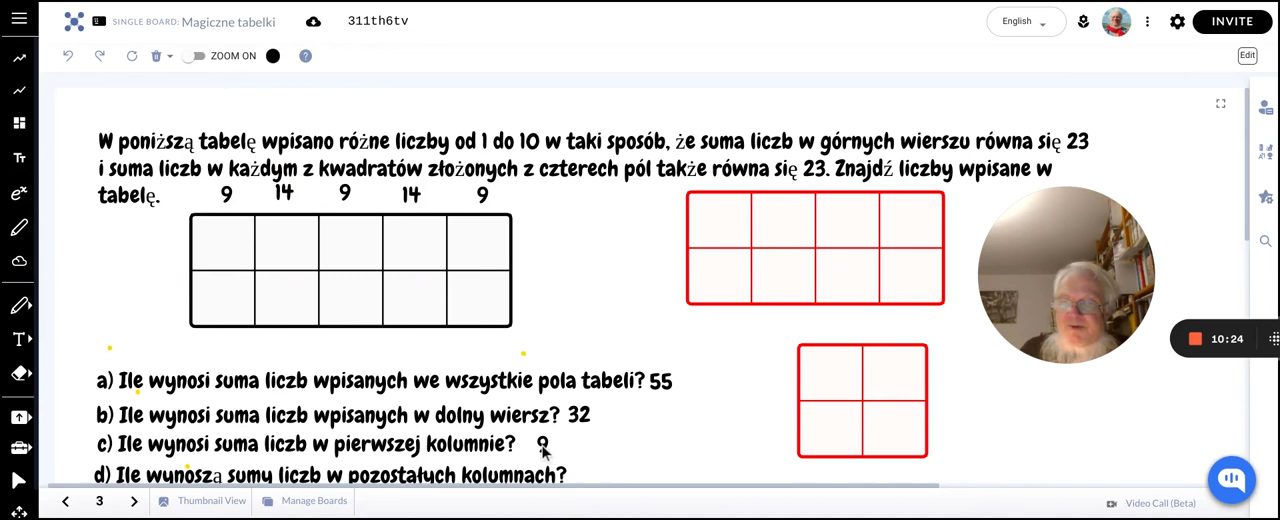 SINGLE BOARD: Magiczne tabelki
311th6tv
English
INVITE
ZOOM ON
?
Edit
W poniższą tabelę wpisano różne liczby od 1 do 10 w taki sposób, że suma liczb w górnych wierszu równa się 23
i suma liczb w każdym z kwadratów złożonych z czterech pól także równa się 23. Znajdź liczby wpisane w
tabelę.
9 14 9 14 9
10:24
a) Ile wynosi suma liczb wpisanych we wszystkie pola tabeli? 55
b) Ile wynosi suma liczb wpisanych w dolny wiersz? 32
c) Ile wynosi suma liczb w pierwszej kolumnie? 9
d) Ile wynoszą sumy liczb w pozostałych kolumnach?
3
Thumbnail View
Manage Boards
Video Call (Beta)